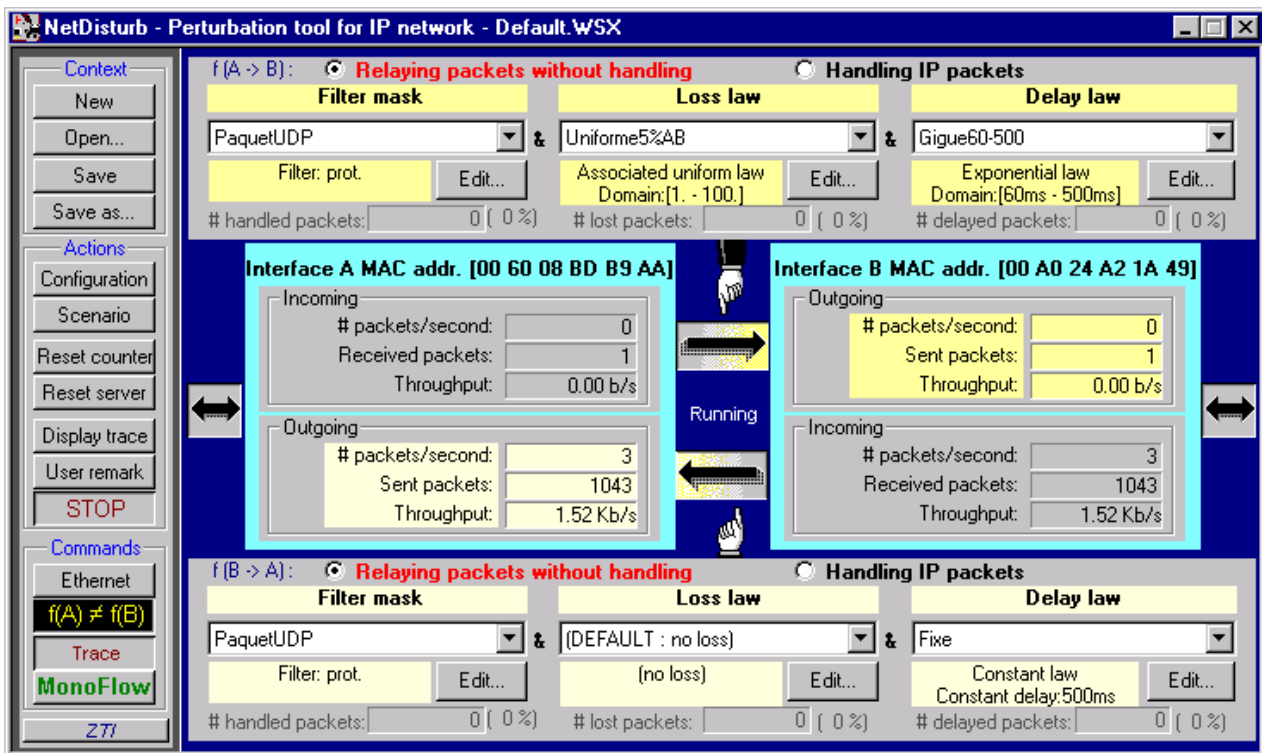 NetDisturb - Perturbation tool for IP network - Default.WSX
Context
New
Open...
Save
Save as...
Actions
Configuration
Scenario
Reset counter
Reset server
Display trace
User remark
STOP
Commands
Ethernet
f(A) ≠ f(B)
Trace
MonoFlow
ZTI
f (A -> B) : Relaying packets without handling Handling IP packets
Filter mask Loss law Delay law
PaquetUDP & Uniforme5%AB & Gigue60-500
Filter: prot. Edit... Associated uniform law Edit... Exponential law Edit...
Domain:[1. - 100.] Domain:[60ms - 500ms]
# handled packets: 0 ( 0 %) # lost packets: 0 ( 0 %) # delayed packets: 0 ( 0 %)
Interface A MAC addr. [00 60 08 BD B9 AA]
Incoming
# packets/second: 0
Received packets: 1
Throughput: 0.00 b/s
Outgoing
# packets/second: 3
Sent packets: 1043
Throughput: 1.52 Kb/s
Running
Interface B MAC addr. [00 A0 24 A2 1A 49]
Outgoing
# packets/second: 0
Sent packets: 1
Throughput: 0.00 b/s
Incoming
# packets/second: 3
Received packets: 1043
Throughput: 1.52 Kb/s
f (B -> A) : Relaying packets without handling Handling IP packets
Filter mask Loss law Delay law
PaquetUDP & (DEFAULT : no loss) & Fixe
Filter: prot. Edit... (no loss) Edit... Constant law Edit...
Constant delay:500ms
# handled packets: 0 ( 0 %) # lost packets: 0 ( 0 %) # delayed packets: 0 ( 0 %)